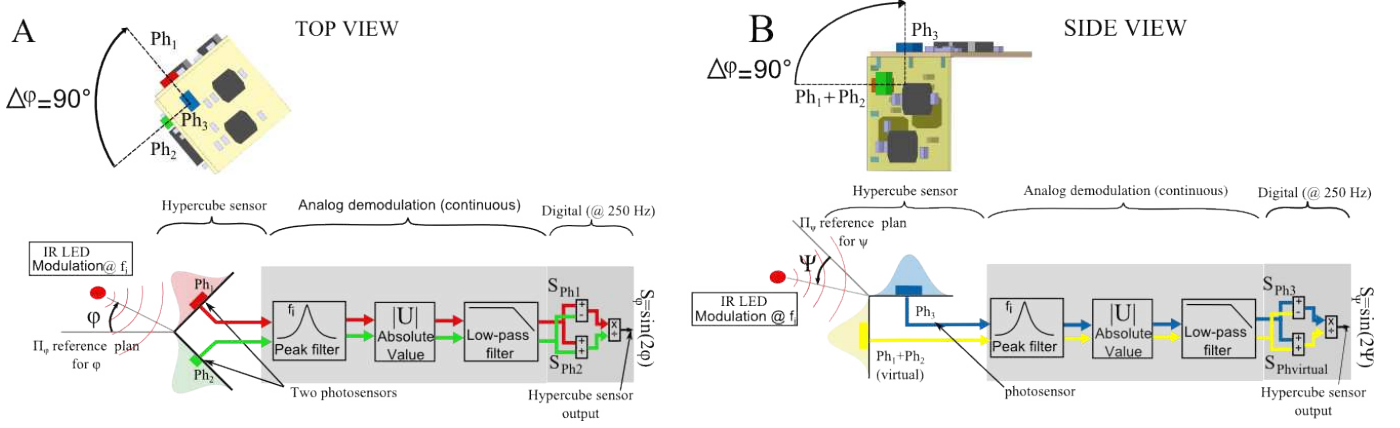 A
TOP VIEW
Ph1
Δφ=90°
Ph3
Ph2
Hypercube sensor
Analog demodulation (continuous)
Digital (@ 250 Hz)
IR LED
Modulation@ fi
Ph1
φ
Πφ reference plan
for φ
Ph2
Two photosensors
fi
Peak filter
|U|
Absolute
Value
Low-pass
filter
SPh1
+
-
+
+
SPh2
X
÷
Sφ=sin(2φ)
Hypercube sensor
output
B
SIDE VIEW
Ph3
Δφ=90°
Ph1+Ph2
Hypercube sensor
Analog demodulation (continuous)
Digital (@ 250 Hz)
Πφ reference plan
for ψ
Ψ
IR LED
Modulation @ fi
Ph3
Ph1+Ph2
(virtual)
photosensor
fi
Peak filter
|U|
Absolute
Value
Low-pass
filter
SPh3
+
-
+
+
SPhvirtual
X
÷
Sψ=sin(2Ψ)
Hypercube sensor
output